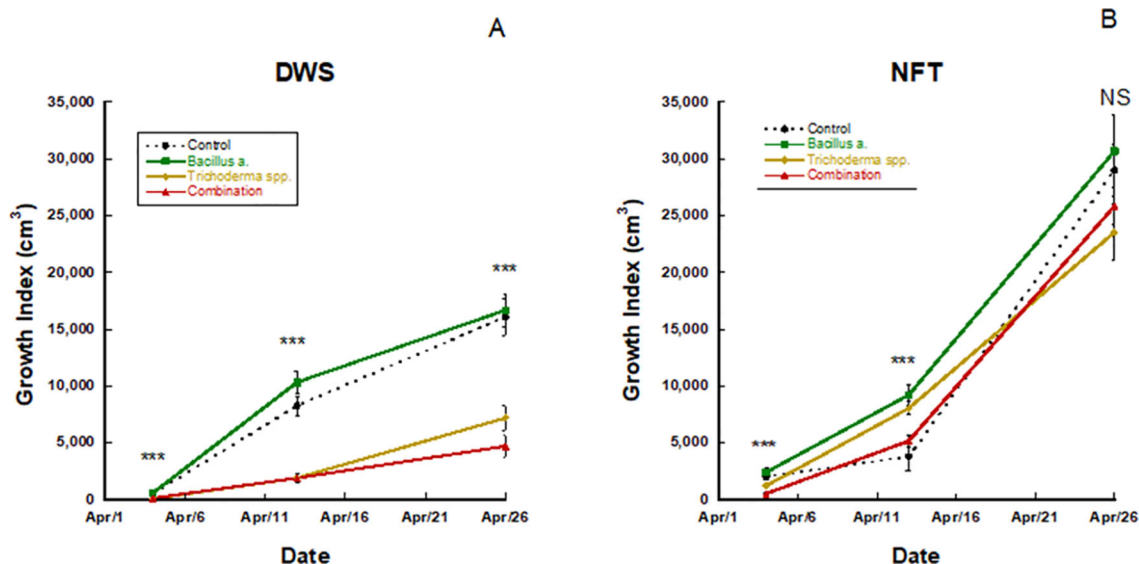 A
DWS
35,000
30,000
25,000
20,000
15,000
10,000
5,000
0
Growth Index (cm³)
Control
Bacillus a.
Trichoderma spp.
Combination
***
***
***
Apr/1 Apr/6 Apr/11 Apr/16 Apr/21 Apr/26
Date
B
NFT
35,000
30,000
25,000
20,000
15,000
10,000
5,000
0
Growth Index (cm³)
Control
Bacillus a.
Trichoderma spp.
Combination
NS
***
***
Apr/1 Apr/6 Apr/11 Apr/16 Apr/21 Apr/26
Date